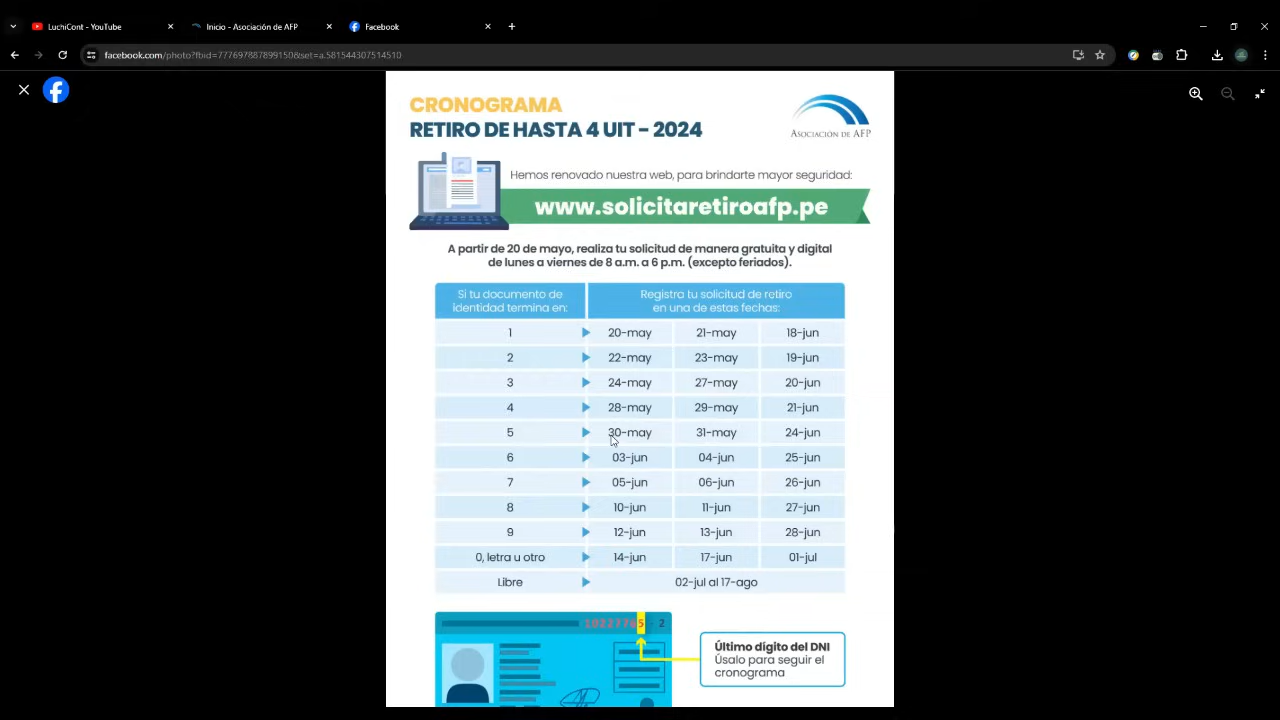 LuchiCont - YouTube
Inicio - Asociación de AFP
Facebook
facebook.com/photo?fbid=777697887899150&set=a.581544307514510
CRONOGRAMA
RETIRO DE HASTA 4 UIT - 2024
ASOCIACIÓN DE AFP
Hemos renovado nuestra web, para brindarte mayor seguridad:
www.solicitaretiroafp.pe
A partir de 20 de mayo, realiza tu solicitud de manera gratuita y digital
de lunes a viernes de 8 a.m. a 6 p.m. (excepto feriados).
Si tu documento de identidad termina en: Registra tu solicitud de retiro en una de estas fechas:
1 20-may 21-may 18-jun
2 22-may 23-may 19-jun
3 24-may 27-may 20-jun
4 28-may 29-may 21-jun
5 30-may 31-may 24-jun
6 03-jun 04-jun 25-jun
7 05-jun 06-jun 26-jun
8 10-jun 11-jun 27-jun
9 12-jun 13-jun 28-jun
0, letra u otro 14-jun 17-jun 01-jul
Libre 02-jul al 17-ago
10227765 - 2
Último dígito del DNI
Úsalo para seguir el
cronograma